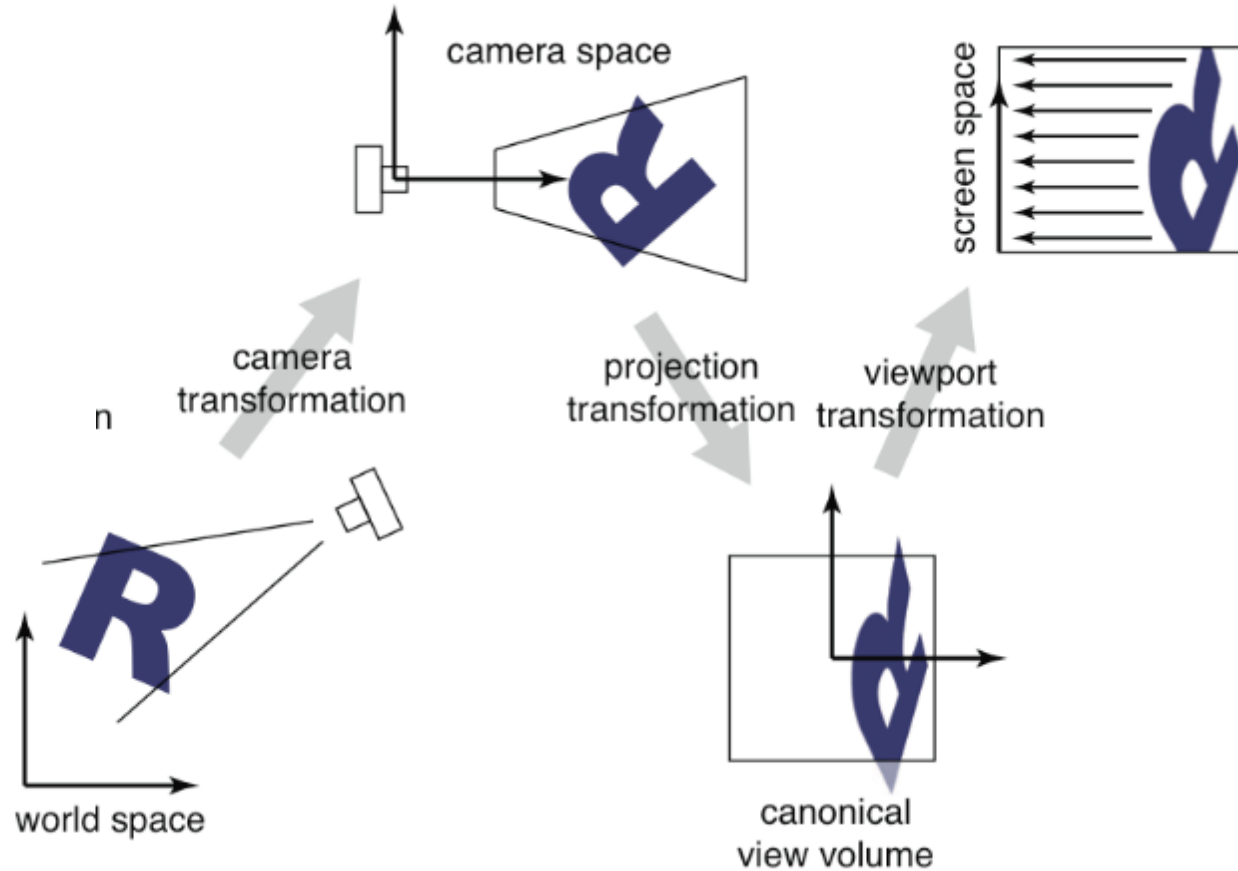 camera space
screen space
camera
transformation
projection
transformation
viewport
transformation
n
R
R
world space
canonical
view volume